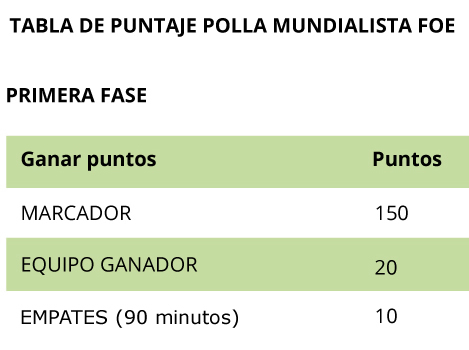 TABLA DE PUNTAJE POLLA MUNDIALISTA FOE
PRIMERA FASE
Ganar puntos Puntos
MARCADOR 150
EQUIPO GANADOR 20
EMPATES (90 minutos) 10